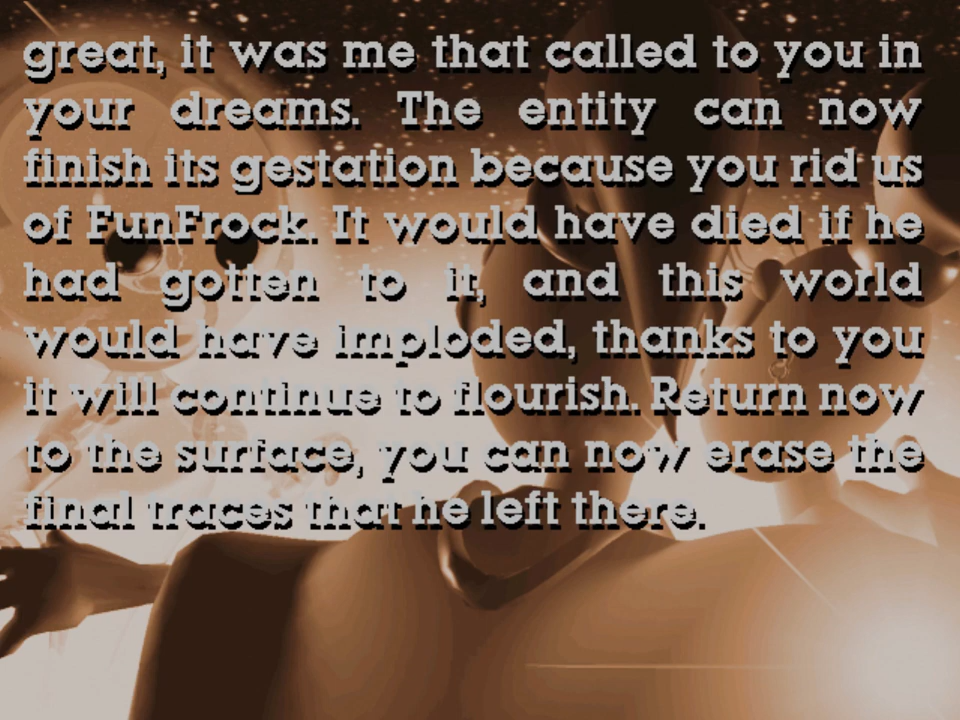 great, it was me that called to you in
your dreams. The entity can now
finish its gestation because you rid us
of FunFrock. It would have died if he
had gotten to it, and this world
would have imploded, thanks to you
it will continue to flourish. Return now
to the surface, you can now erase the
final traces that he left there.